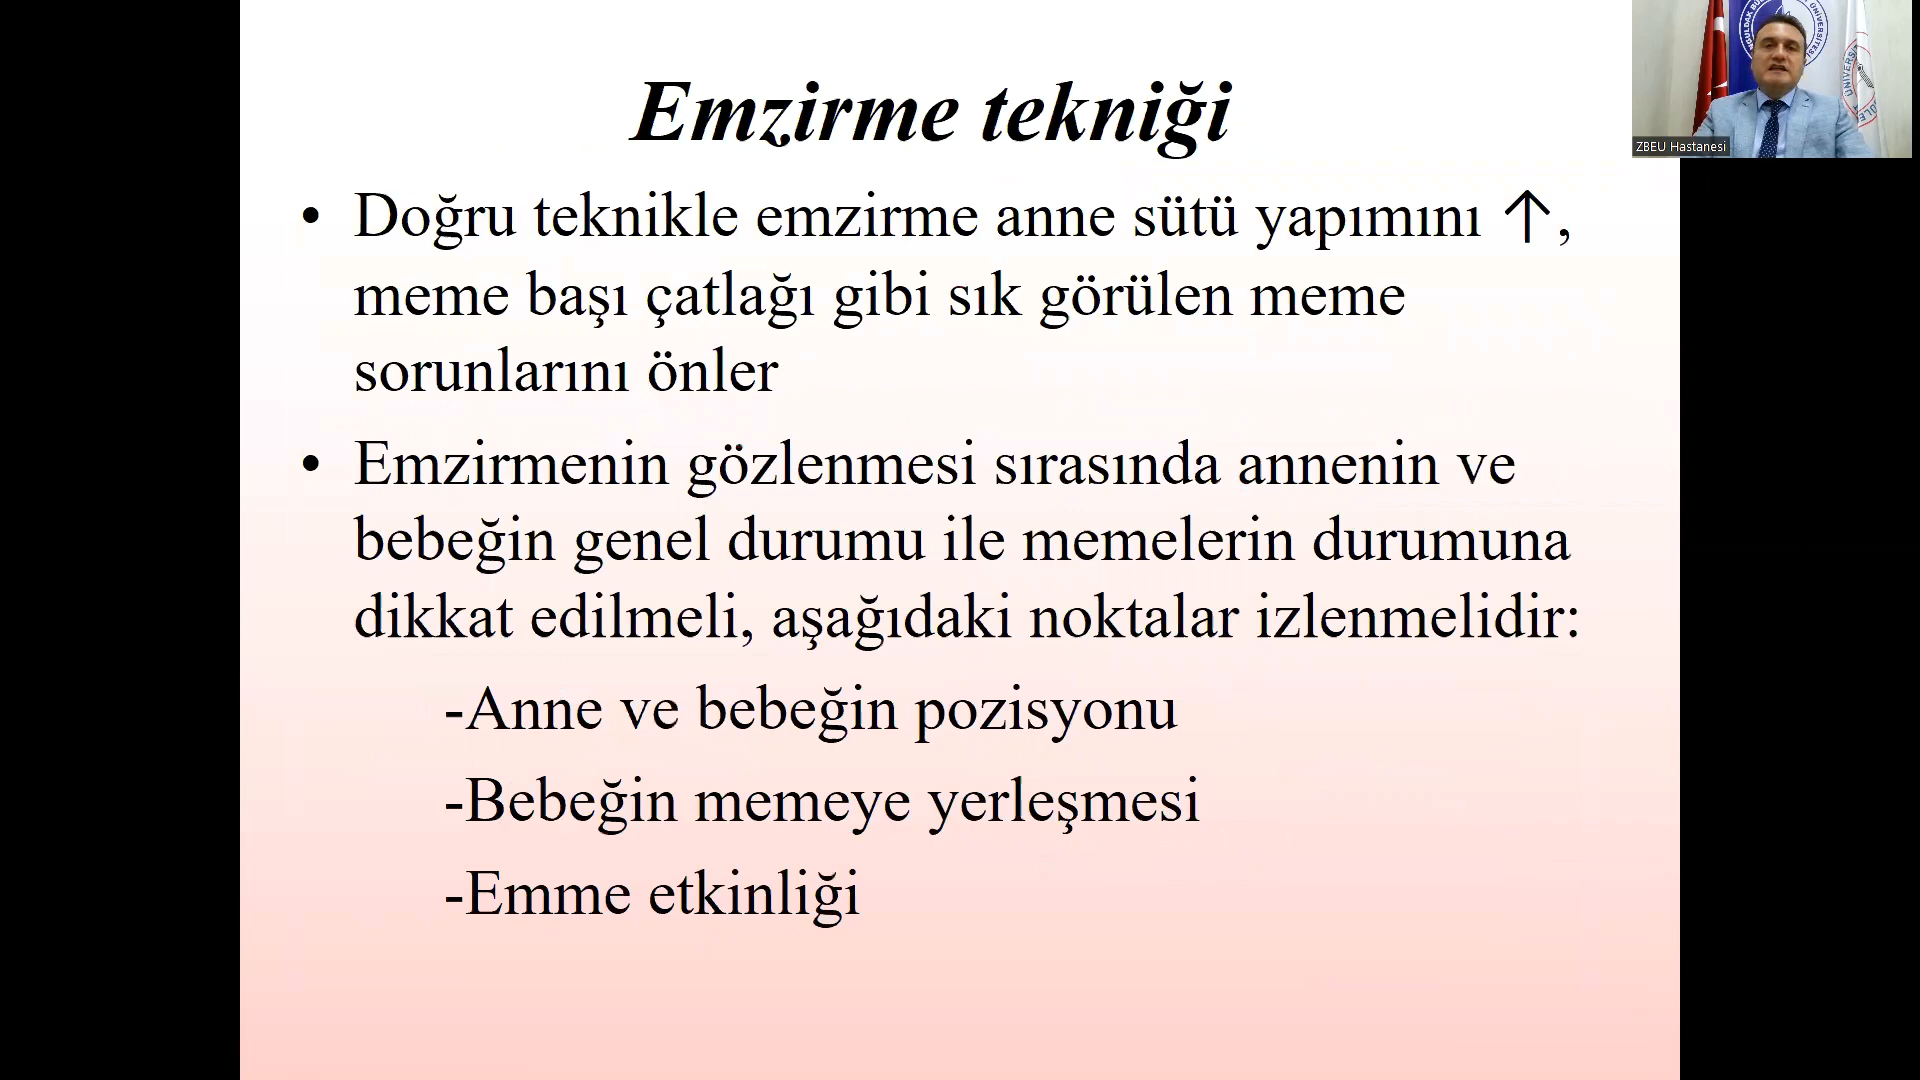 Emzirme tekniği
• Doğru teknikle emzirme anne sütü yapımını ↑,
meme başı çatlağı gibi sık görülen meme
sorunlarını önler
• Emzirmenin gözlenmesi sırasında annenin ve
bebeğin genel durumu ile memelerin durumuna
dikkat edilmeli, aşağıdaki noktalar izlenmelidir:
-Anne ve bebeğin pozisyonu
-Bebeğin memeye yerleşmesi
-Emme etkinliği
ZBEU Hastanesi